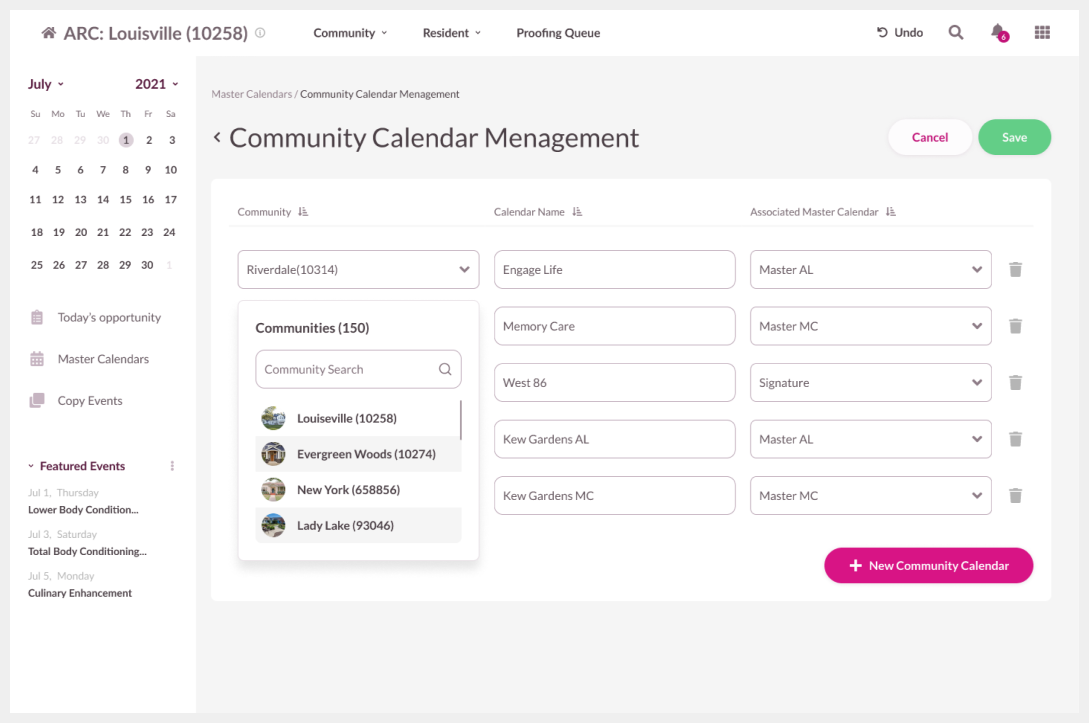 ARC: Louisville (10258)
Community
Resident
Proofing Queue
Undo
6
July
2021
Su Mo Tu We Th Fr Sa
27 28 29 30 1 2 3
4 5 6 7 8 9 10
11 12 13 14 15 16 17
18 19 20 21 22 23 24
25 26 27 28 29 30 1
Today's opportunity
Master Calendars
Copy Events
Featured Events
Jul 1, Thursday
Lower Body Condition...
Jul 3, Saturday
Total Body Conditioning...
Jul 5, Monday
Culinary Enhancement
Master Calendars / Community Calendar Menagement
Community Calendar Menagement
Cancel
Save
Community
Calendar Name
Associated Master Calendar
Riverdale(10314)
Engage Life
Master AL
Communities (150)
Community Search
Louiseville (10258)
Evergreen Woods (10274)
New York (658856)
Lady Lake (93046)
Memory Care
Master MC
West 86
Signature
Kew Gardens AL
Master AL
Kew Gardens MC
Master MC
New Community Calendar